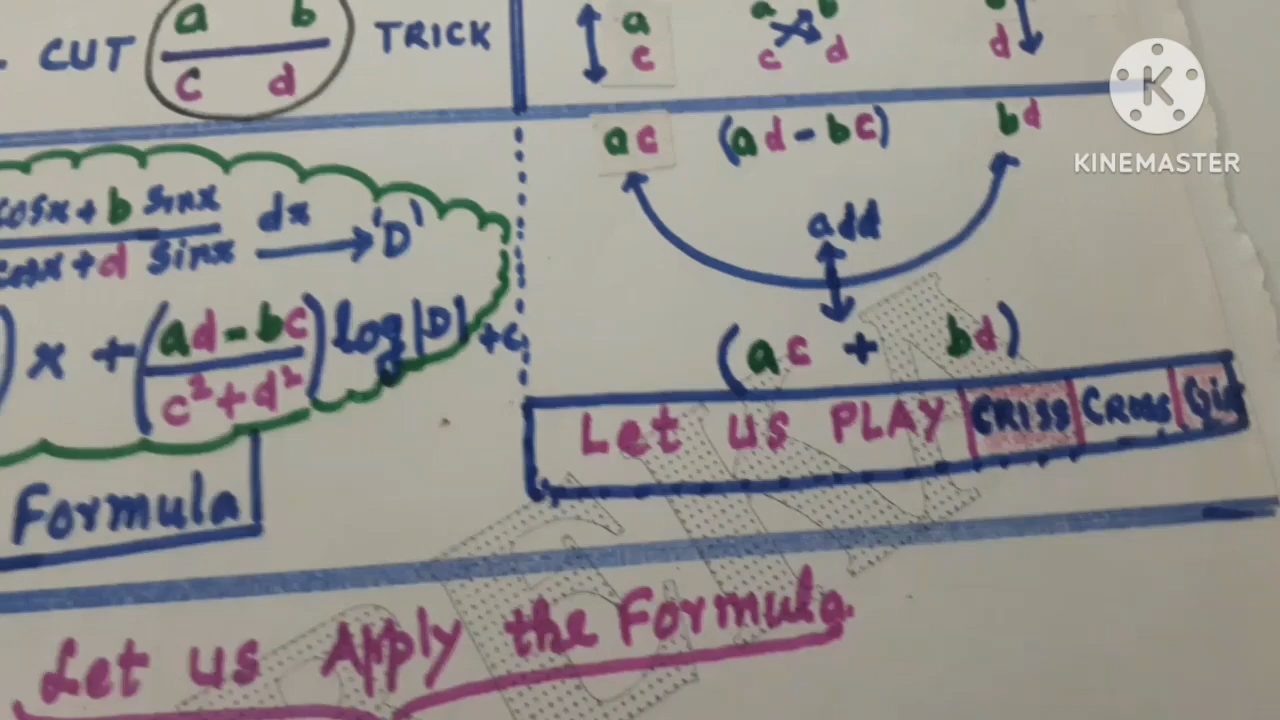 . CUT a b TRICK
c d
a a b
c c d d
ac (ad - bc) bd
add
(ac + bd)
Let us PLAY CRISS CROSS
cosx + b sinx dx 'D'
cosx + d sinx
) x + (ad - bc) log |D| + c
c² + d²
Formula
Let us Apply the Formula.
KINEMASTER